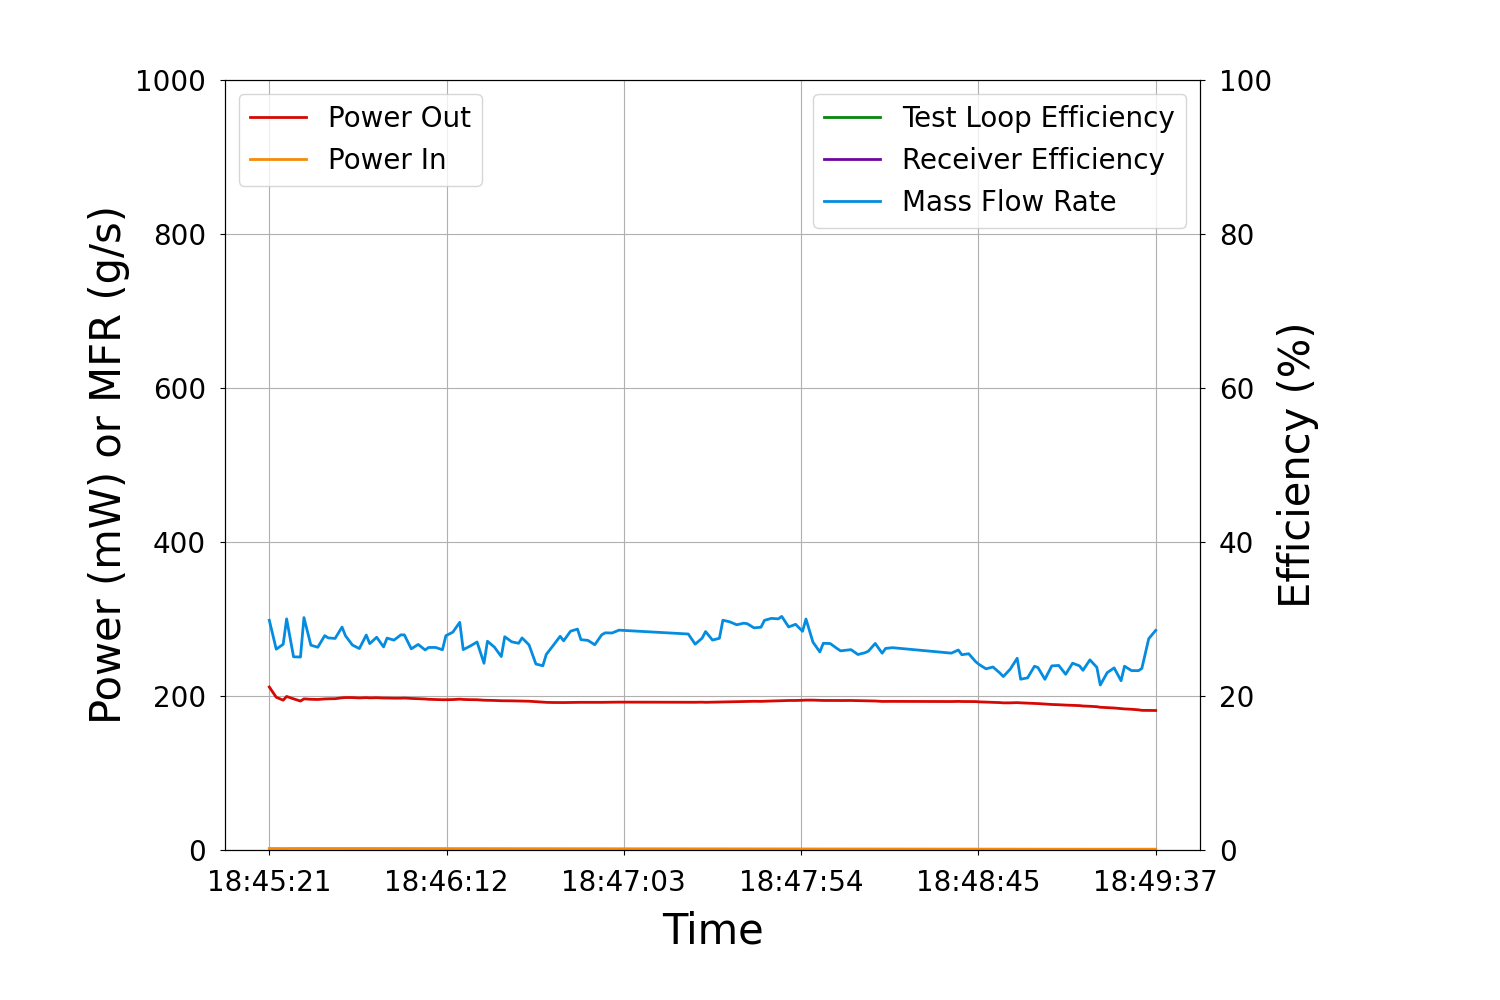 1000
800
600
400
200
0
Power (mW) or MFR (g/s)
Power Out
Power In
Test Loop Efficiency
Receiver Efficiency
Mass Flow Rate
100
80
60
40
20
0
Efficiency (%)
18:45:21 18:46:12 18:47:03 18:47:54 18:48:45 18:49:37
Time